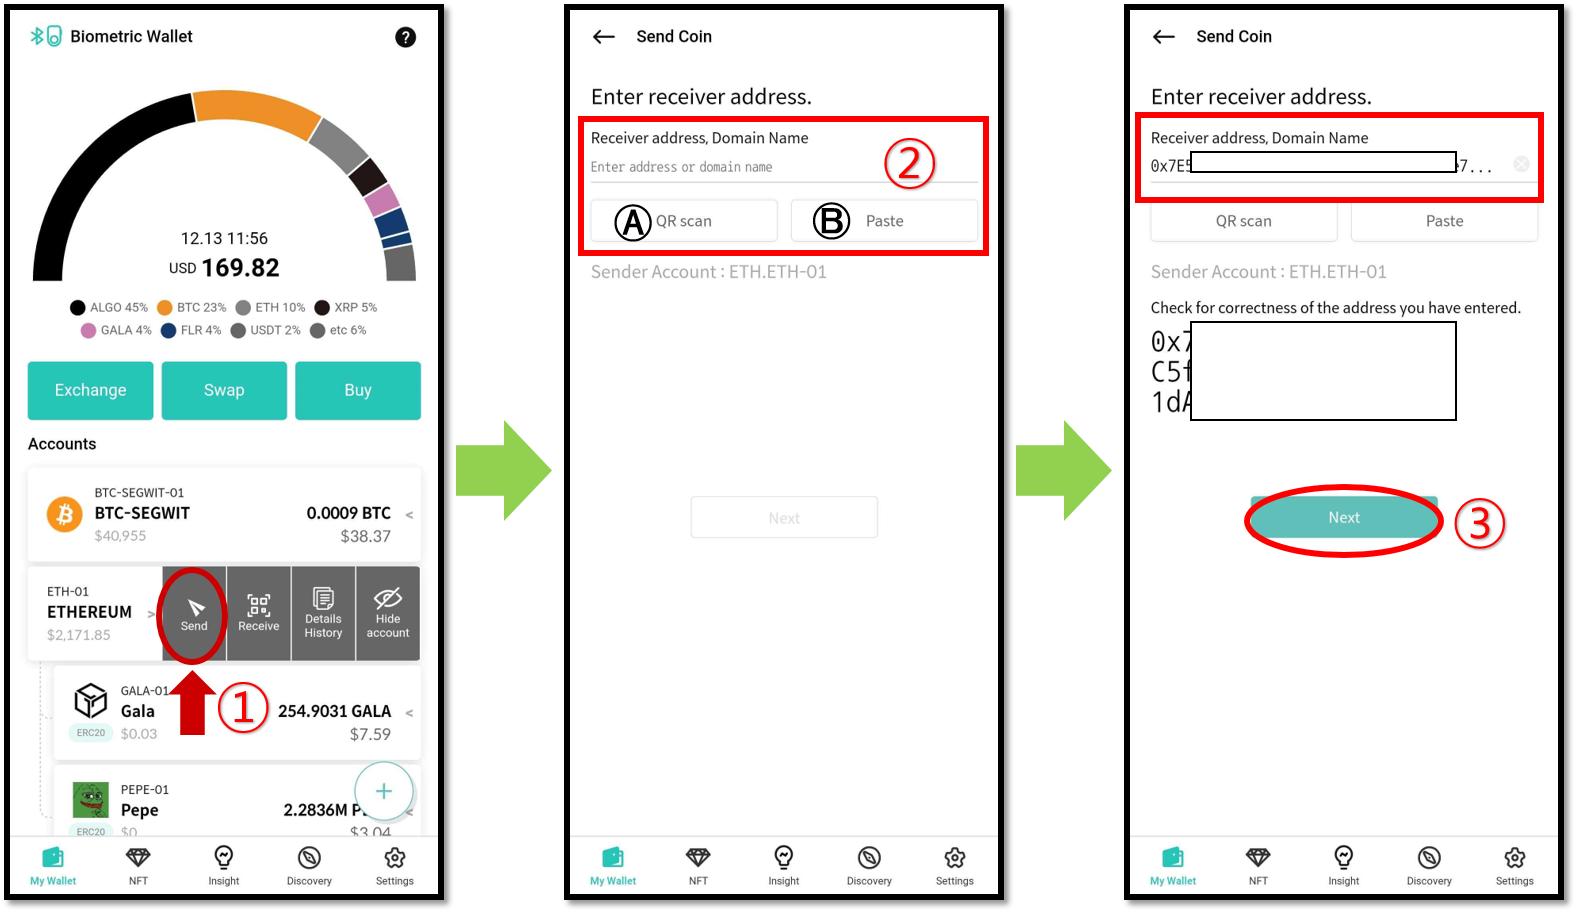 Biometric Wallet
?
12.13 11:56
USD 169.82
ALGO 45% BTC 23% ETH 10% XRP 5%
GALA 4% FLR 4% USDT 2% etc 6%
Exchange Swap Buy
Accounts
BTC-SEGWIT-01
BTC-SEGWIT 0.0009 BTC <
$40,955 $38.37
ETH-01
ETHEREUM >
$2,171.85
Send
Receive
Details
History
Hide
account
①
GALA-01
Gala 254.9031 GALA <
ERC20 $0.03 $7.59
PEPE-01
Pepe 2.2836M P <
ERC20 $0 $3.04
+
My Wallet NFT Insight Discovery Settings
← Send Coin
Enter receiver address.
Receiver address, Domain Name
Enter address or domain name
②
Ⓐ QR scan Ⓑ Paste
Sender Account : ETH.ETH-01
Next
My Wallet NFT Insight Discovery Settings
← Send Coin
Enter receiver address.
Receiver address, Domain Name
0x7E5 7...
QR scan Paste
Sender Account : ETH.ETH-01
Check for correctness of the address you have entered.
0x7
C5f
1dA
Next
③
My Wallet NFT Insight Discovery Settings